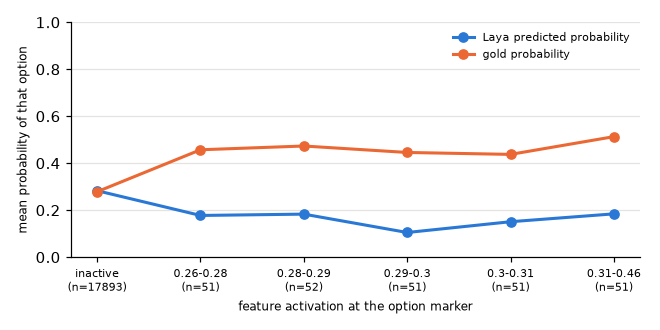 1.0
0.8
0.6
0.4
0.2
0.0
mean probability of that option
Laya predicted probability
gold probability
inactive
(n=17893)
0.26-0.28
(n=51)
0.28-0.29
(n=52)
0.29-0.3
(n=51)
0.3-0.31
(n=51)
0.31-0.46
(n=51)
feature activation at the option marker